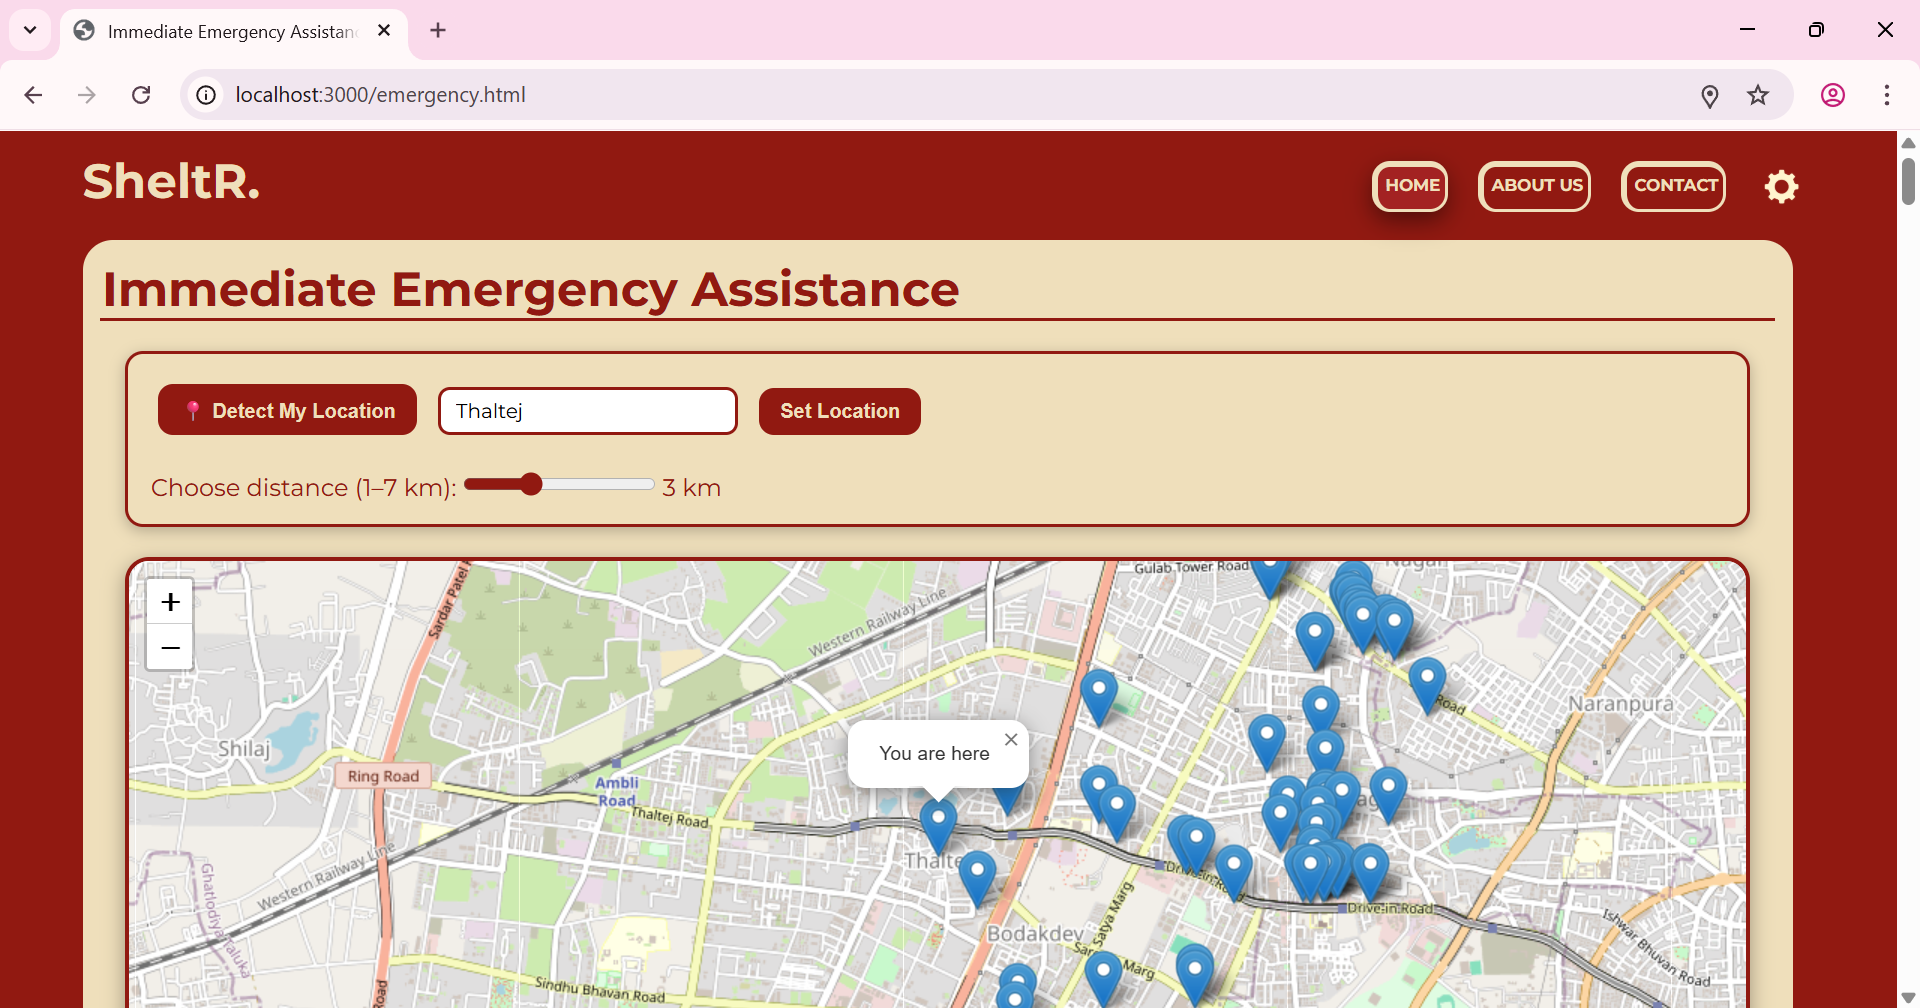 Immediate Emergency Assistan
localhost:3000/emergency.html
SheltR.
HOME
ABOUT US
CONTACT
Immediate Emergency Assistance
Detect My Location
Thaltej
Set Location
Choose distance (1–7 km):
3 km
+
−
Gulab Tower Road
Sardar Patel
Western Railway Line
Road
Naranpura
Shilaj
Ring Road
You are here
Ambli
Road
Thaltej Road
Thalte
Western Railway Line
Ghatlodiya Taluka
Drive-in Road
Bodakdev
Satya Marg
Marg
Ishwar Bhuvan Road
Sindhu Bhavan Road
Road